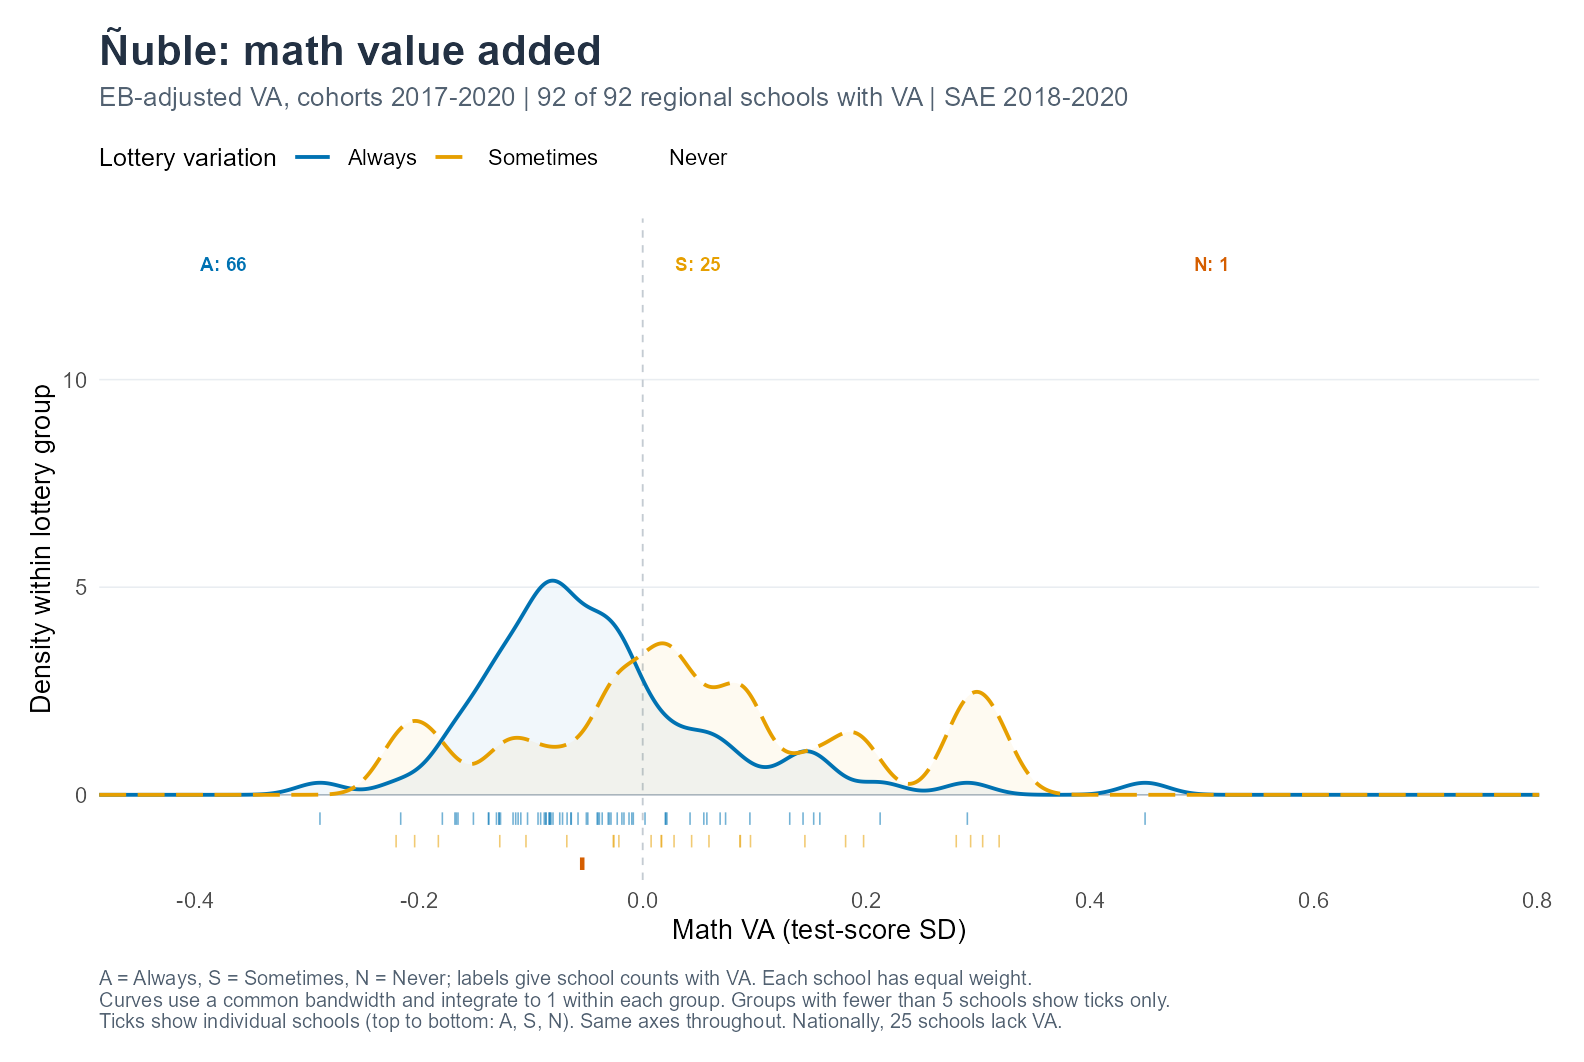 Ñuble: math value added
EB-adjusted VA, cohorts 2017-2020 | 92 of 92 regional schools with VA | SAE 2018-2020
Lottery variation Always Sometimes Never
A: 66 S: 25 N: 1
Density within lottery group
10
5
0
-0.4 -0.2 0.0 0.2 0.4 0.6 0.8
Math VA (test-score SD)
A = Always, S = Sometimes, N = Never; labels give school counts with VA. Each school has equal weight.
Curves use a common bandwidth and integrate to 1 within each group. Groups with fewer than 5 schools show ticks only.
Ticks show individual schools (top to bottom: A, S, N). Same axes throughout. Nationally, 25 schools lack VA.